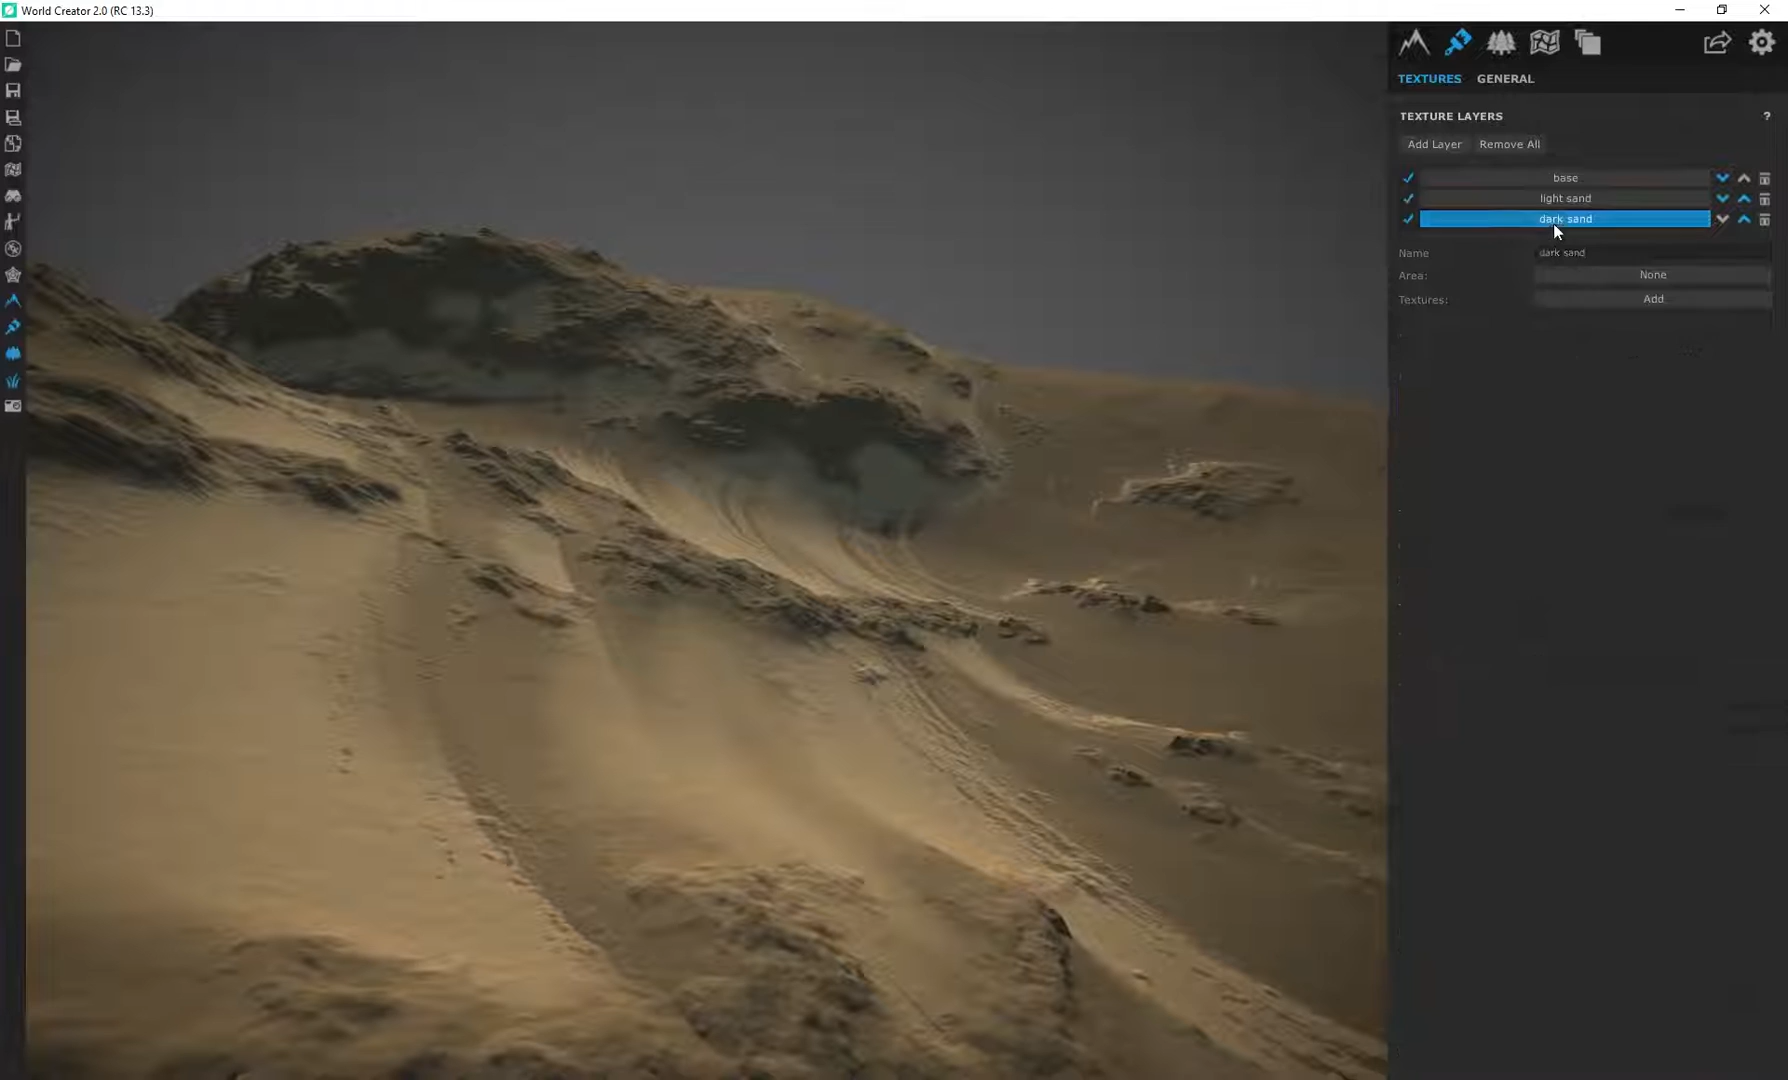 World Creator 2.0 (RC 13.3)
TEXTURES GENERAL
TEXTURE LAYERS ?
Add Layer Remove All
base
light sand
dark sand
Name dark sand
Area: None
Textures: Add